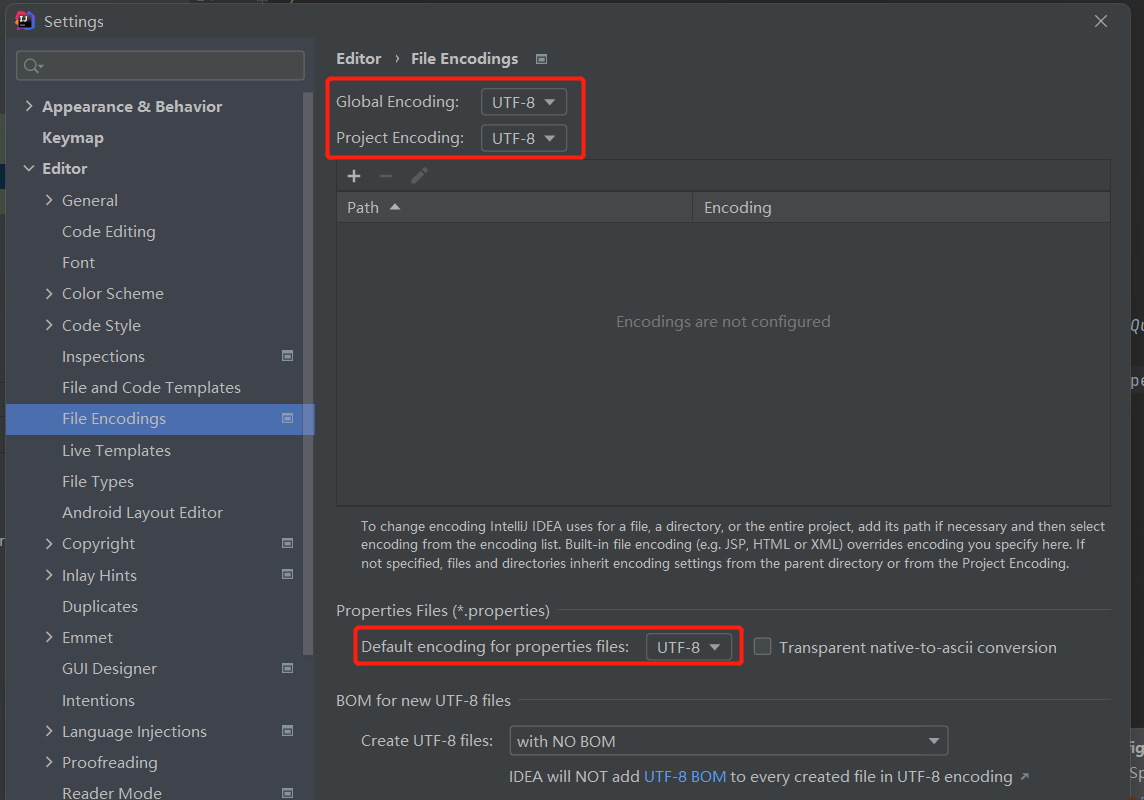 Settings
Editor › File Encodings
Global Encoding: UTF-8
Appearance & Behavior
Project Encoding: UTF-8
Keymap
Editor
General
Path Encoding
Code Editing
Font
Color Scheme
Code Style
Encodings are not configured
Inspections
File and Code Templates
File Encodings
Live Templates
File Types
Android Layout Editor
Copyright
Inlay Hints
Duplicates
Emmet
GUI Designer
Intentions
Language Injections
Proofreading
Reader Mode
To change encoding IntelliJ IDEA uses for a file, a directory, or the entire project, add its path if necessary and then select
encoding from the encoding list. Built-in file encoding (e.g. JSP, HTML or XML) overrides encoding you specify here. If
not specified, files and directories inherit encoding settings from the parent directory or from the Project Encoding.
Properties Files (*.properties)
Default encoding for properties files: UTF-8 Transparent native-to-ascii conversion
BOM for new UTF-8 files
Create UTF-8 files: with NO BOM
IDEA will NOT add UTF-8 BOM to every created file in UTF-8 encoding ↗